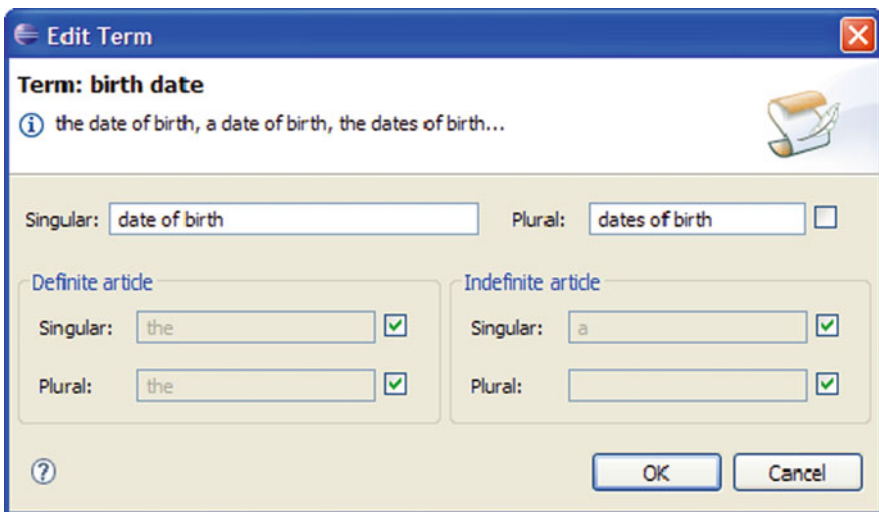 Edit Term
Term: birth date
the date of birth, a date of birth, the dates of birth...
Singular: date of birth Plural: dates of birth
Definite article Indefinite article
Singular: the Singular: a
Plural: the Plural:
OK Cancel